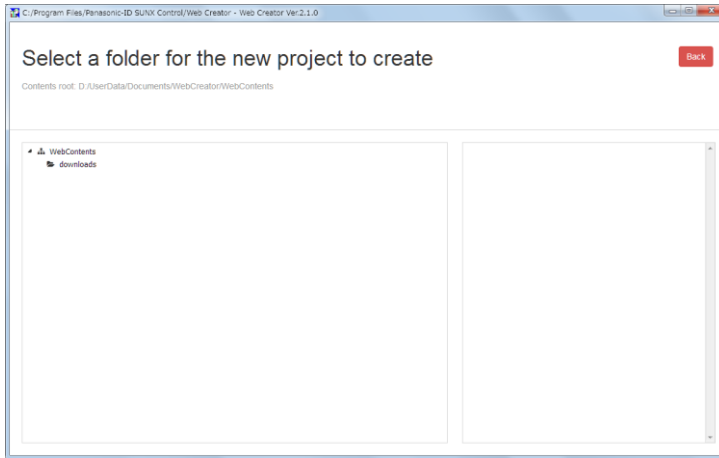 C:/Program Files/Panasonic-ID SUNX Control/Web Creator - Web Creator Ver.2.1.0
Select a folder for the new project to create
Back
Contents root: D:/UserData/Documents/WebCreator/WebContents
WebContents
downloads